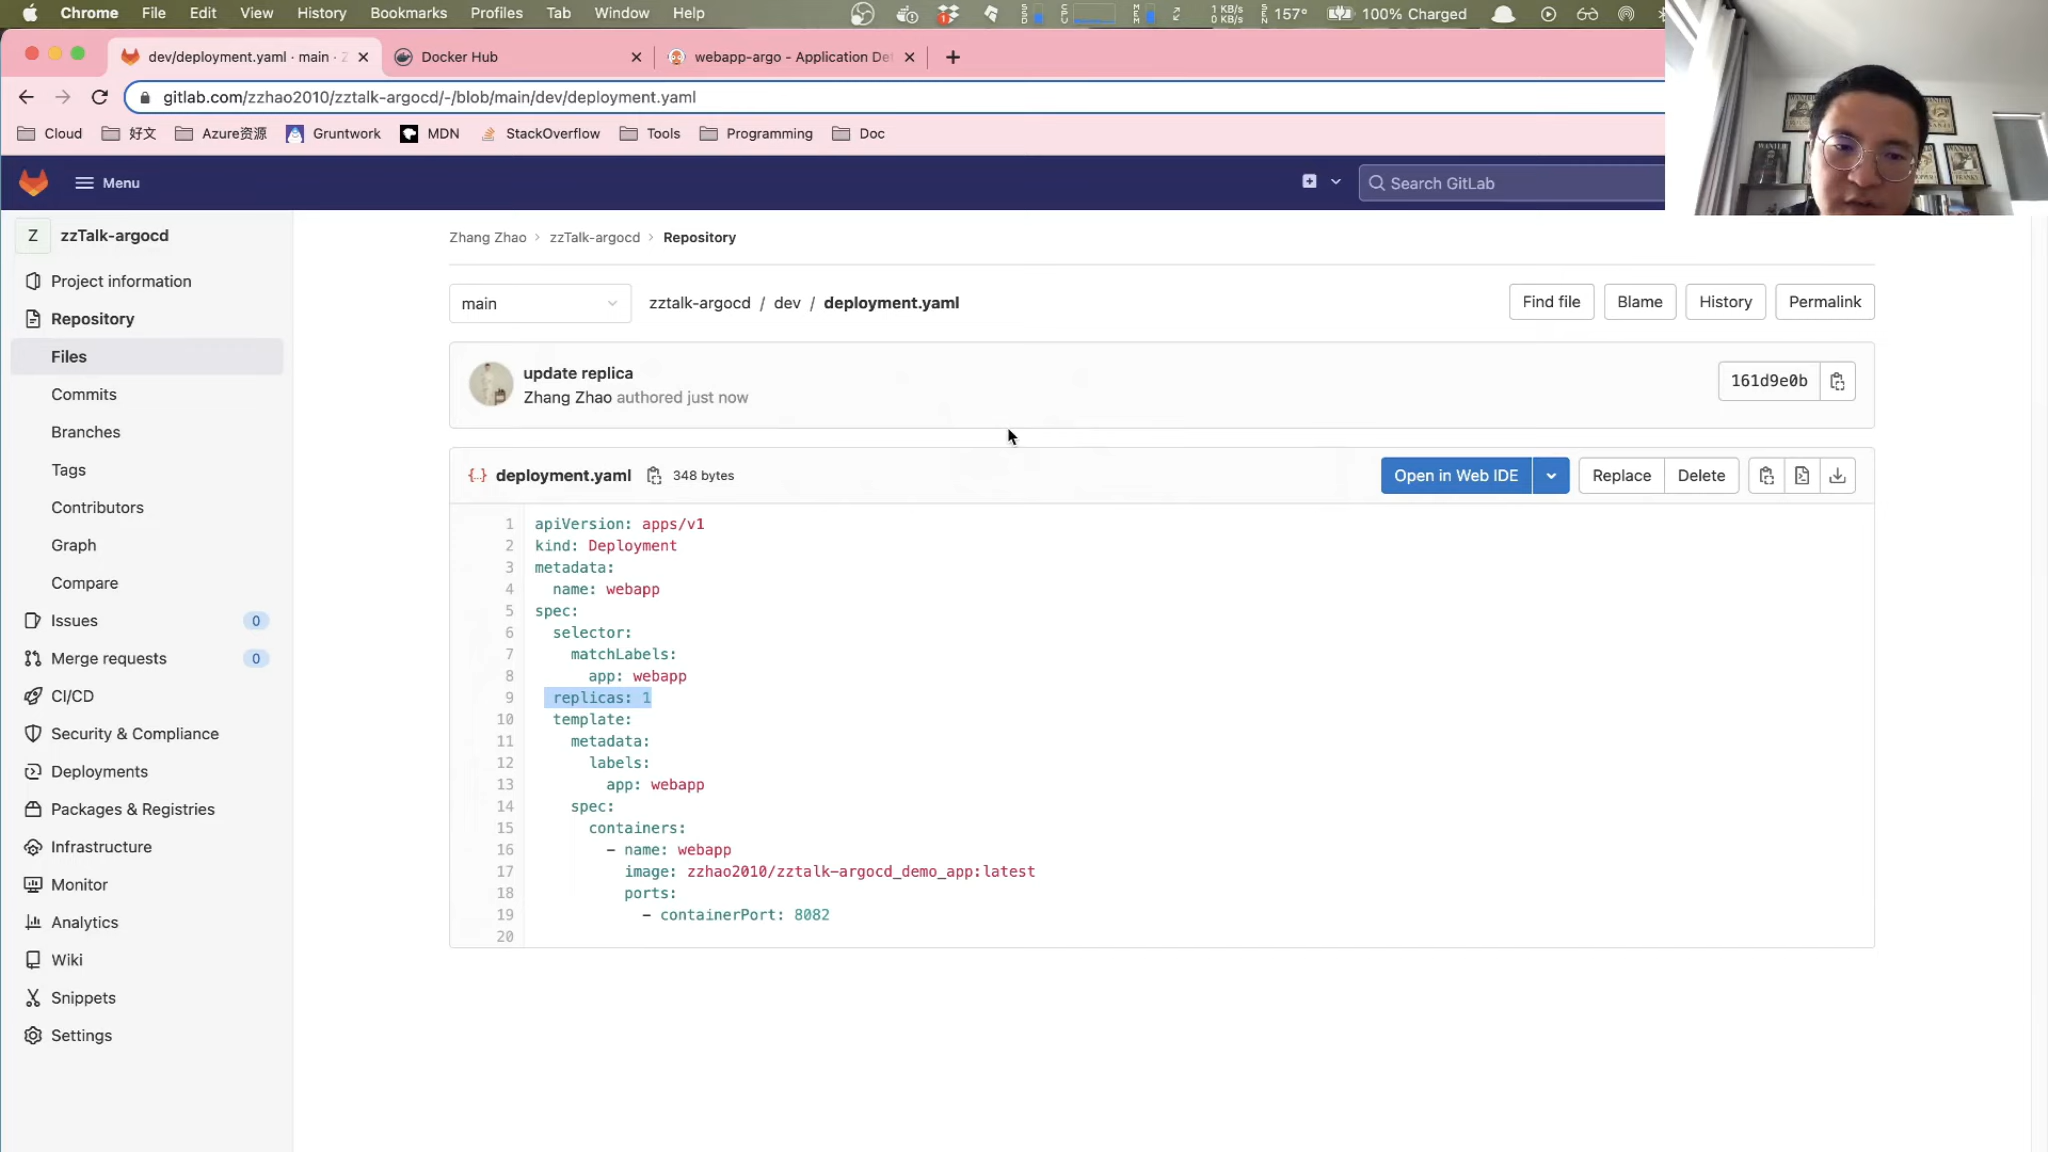 Chrome File Edit View History Bookmarks Profiles Tab Window Help 1 KB/s 0 KB/s 157° 100% Charged
dev/deployment.yaml · main · Z Docker Hub webapp-argo - Application De
gitlab.com/zzhao2010/zztalk-argocd/-/blob/main/dev/deployment.yaml
Cloud 好文 Azure资源 Gruntwork MDN StackOverflow Tools Programming Doc
Menu Search GitLab
Z zzTalk-argocd
Project information
Repository
Files
Commits
Branches
Tags
Contributors
Graph
Compare
Issues 0
Merge requests 0
CI/CD
Security & Compliance
Deployments
Packages & Registries
Infrastructure
Monitor
Analytics
Wiki
Snippets
Settings
Zhang Zhao › zzTalk-argocd › Repository
main zztalk-argocd / dev / deployment.yaml Find file Blame History Permalink
update replica
Zhang Zhao authored just now
161d9e0b
deployment.yaml 348 bytes Open in Web IDE Replace Delete
1 apiVersion: apps/v1
2 kind: Deployment
3 metadata:
4 name: webapp
5 spec:
6 selector:
7 matchLabels:
8 app: webapp
9 replicas: 1
10 template:
11 metadata:
12 labels:
13 app: webapp
14 spec:
15 containers:
16 - name: webapp
17 image: zzhao2010/zztalk-argocd_demo_app:latest
18 ports:
19 - containerPort: 8082
20
WANTED
WANTED